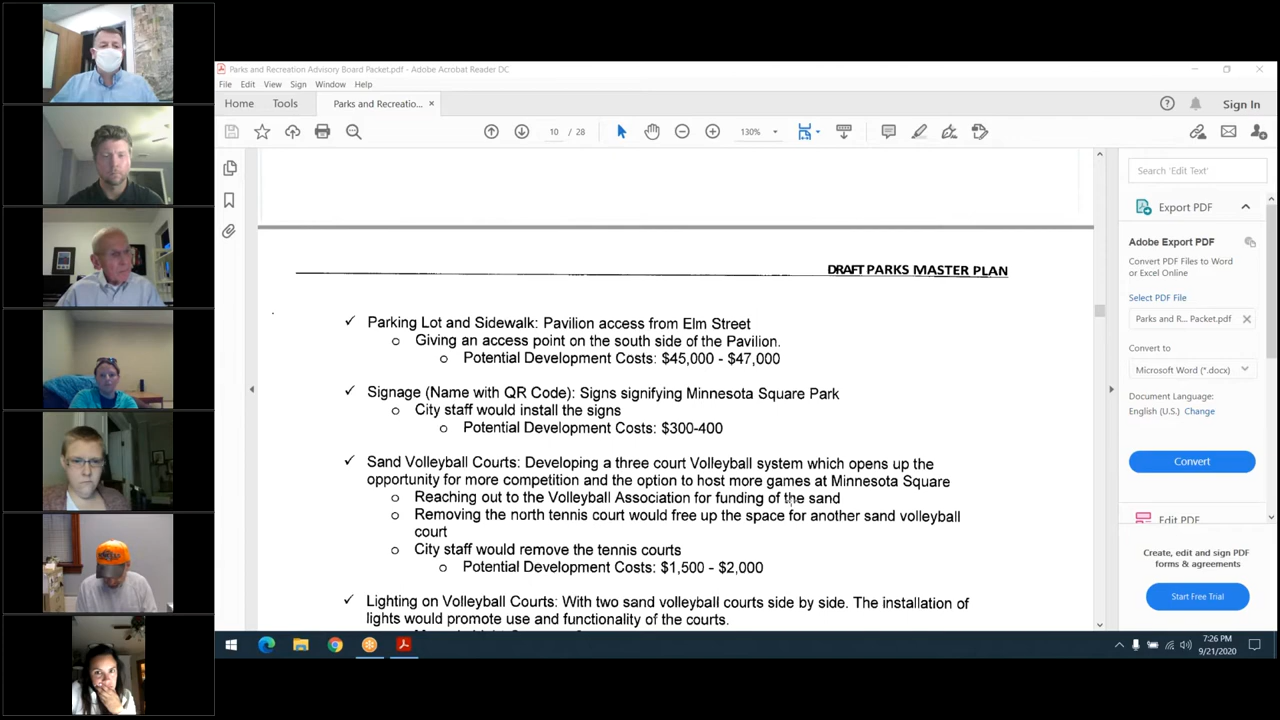 Parks and Recreation Advisory Board Packet.pdf - Adobe Acrobat Reader DC
File Edit View Sign Window Help
Home Tools Parks and Recreatio... × Sign In
10 / 28 130%
Search 'Edit Text'
Export PDF
Adobe Export PDF
Convert PDF Files to Word
or Excel Online
Select PDF File
Parks and R... Packet.pdf ×
Convert to
Microsoft Word (*.docx)
Document Language:
English (U.S.) Change
Convert
Edit PDF
Create, edit and sign PDF
forms & agreements
Start Free Trial
DRAFT PARKS MASTER PLAN
✓ Parking Lot and Sidewalk: Pavilion access from Elm Street
o Giving an access point on the south side of the Pavilion.
o Potential Development Costs: $45,000 - $47,000
✓ Signage (Name with QR Code): Signs signifying Minnesota Square Park
o City staff would install the signs
o Potential Development Costs: $300-400
✓ Sand Volleyball Courts: Developing a three court Volleyball system which opens up the
opportunity for more competition and the option to host more games at Minnesota Square
o Reaching out to the Volleyball Association for funding of the sand
o Removing the north tennis court would free up the space for another sand volleyball
court
o City staff would remove the tennis courts
o Potential Development Costs: $1,500 - $2,000
✓ Lighting on Volleyball Courts: With two sand volleyball courts side by side. The installation of
lights would promote use and functionality of the courts.
7:26 PM
9/21/2020